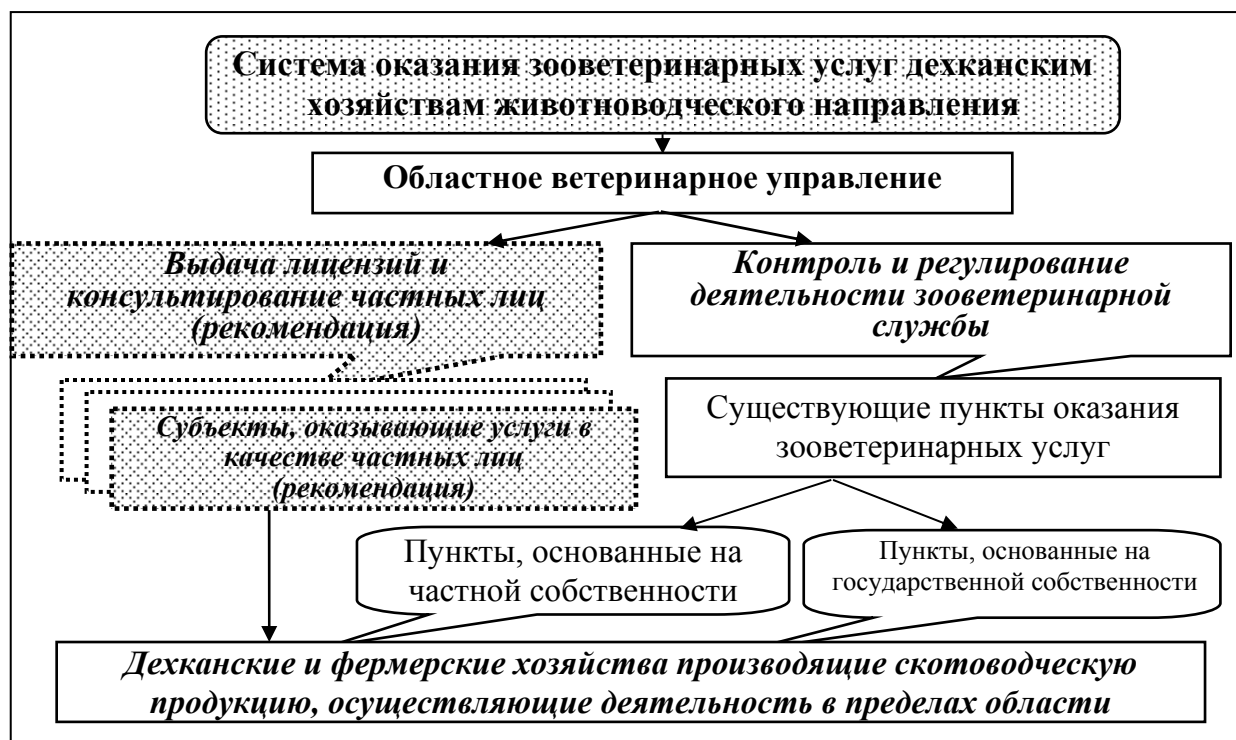 Система оказания зооветеринарных услуг дехканским
хозяйствам животноводческого направления
Областное ветеринарное управление
Выдача лицензий и
консультирование частных лиц
(рекомендация)
Контроль и регулирование
деятельности зооветеринарной
службы
Субъекты, оказывающие услуги в
качестве частных лиц
(рекомендация)
Существующие пункты оказания
зооветеринарных услуг
Пункты, основанные на
частной собственности
Пункты, основанные на
государственной собственности
Дехканские и фермерские хозяйства производящие скотоводческую
продукцию, осуществляющие деятельность в пределах области